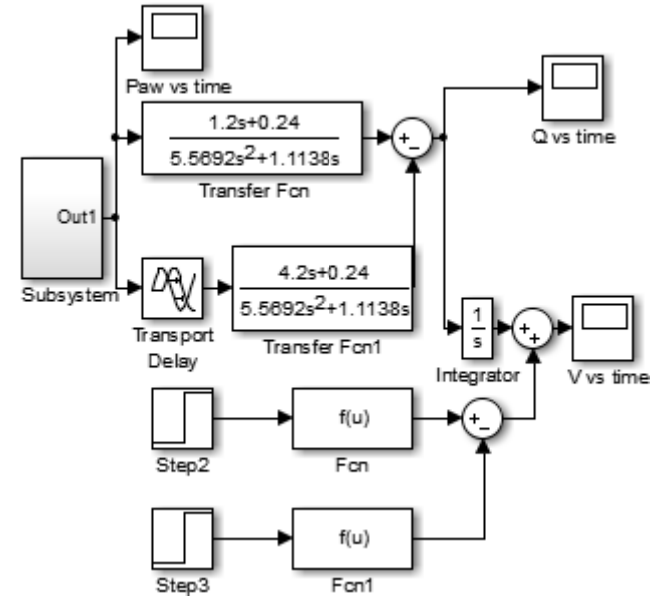 Paw vs time
1.2s+0.24
5.5692s²+1.1138s
Transfer Fcn
+
-
Q vs time
Out1
Subsystem
Transport
Delay
4.2s+0.24
5.5692s²+1.1138s
Transfer Fcn1
1
s
Integrator
+
+
V vs time
Step2
f(u)
Fcn
+
-
Step3
f(u)
Fcn1